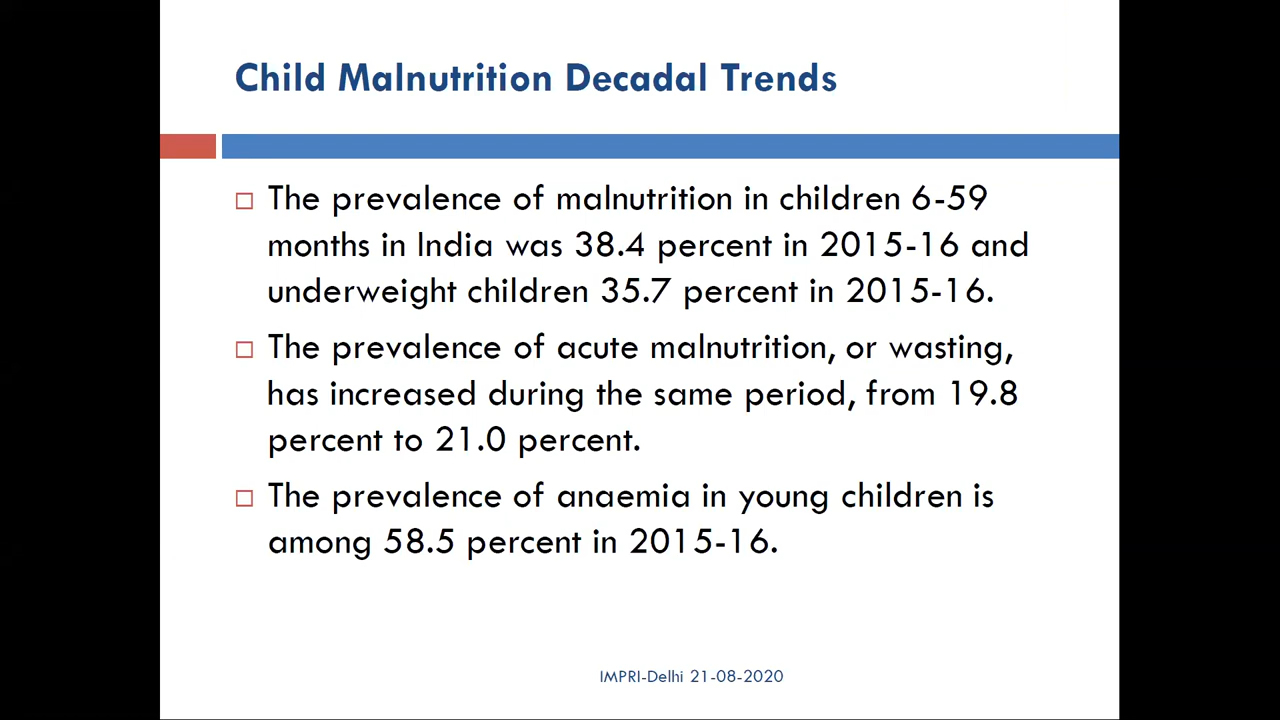 Child Malnutrition Decadal Trends
The prevalence of malnutrition in children 6-59
months in India was 38.4 percent in 2015-16 and
underweight children 35.7 percent in 2015-16.
The prevalence of acute malnutrition, or wasting,
has increased during the same period, from 19.8
percent to 21.0 percent.
The prevalence of anaemia in young children is
among 58.5 percent in 2015-16.
IMPRI-Delhi 21-08-2020